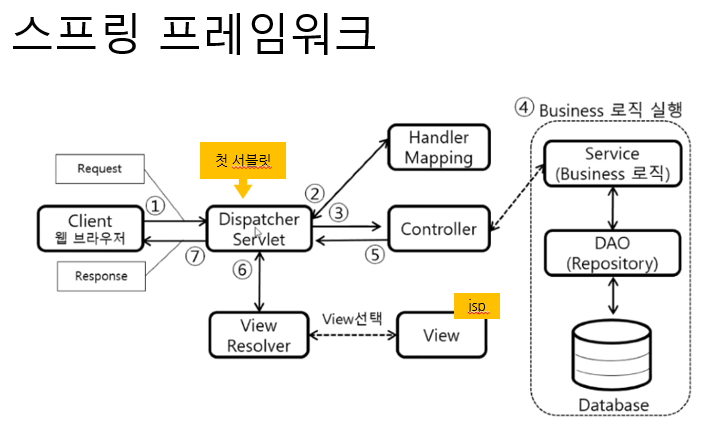 스프링 프레임워크
④ Business 로직 실행
Handler
Mapping
첫 서블릿
Service
(Business 로직)
Request
②
①
③
Client
웹 브라우저
Dispatcher
Servlet
Controller
DAO
(Repository)
⑦
⑤
Response
⑥
jsp
View선택
View
Resolver
View
Database